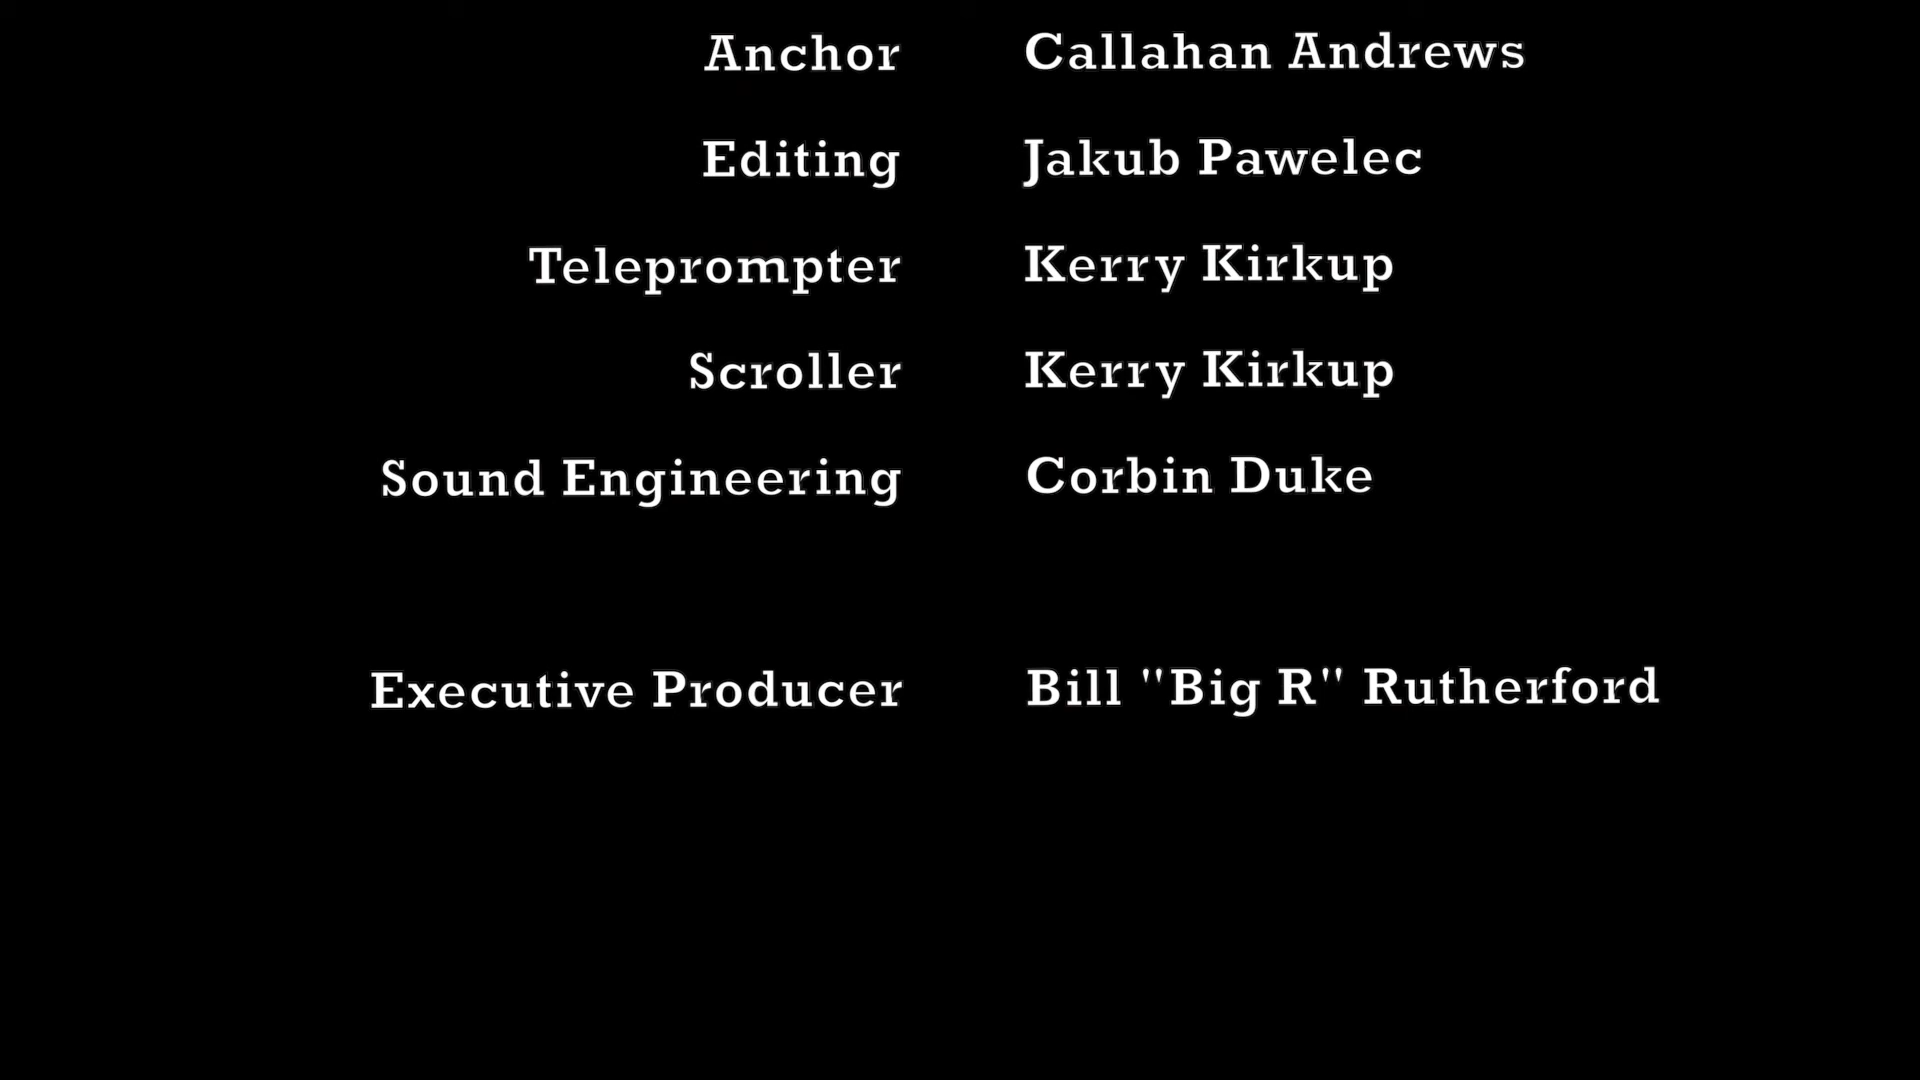 Anchor Callahan Andrews
Editing Jakub Pawelec
Teleprompter Kerry Kirkup
Scroller Kerry Kirkup
Sound Engineering Corbin Duke
Executive Producer Bill "Big R" Rutherford